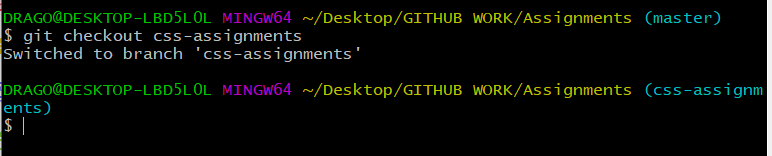 DRAGO@DESKTOP-LBD5L0L MINGW64 ~/Desktop/GITHUB WORK/Assignments (master)
$ git checkout css-assignments
Switched to branch 'css-assignments'
DRAGO@DESKTOP-LBD5L0L MINGW64 ~/Desktop/GITHUB WORK/Assignments (css-assignm
ents)
$